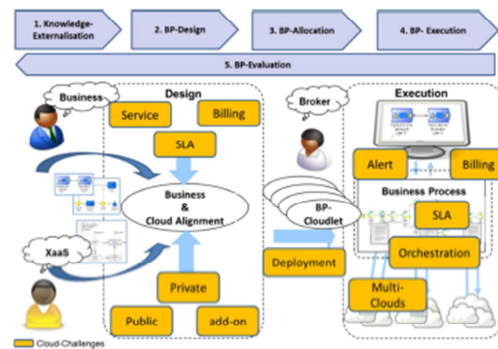 1. Knowledge-
Externalisation
2. BP-Design
3. BP-Allocation
4. BP- Execution
5. BP-Evaluation
Business
Design
Service
Billing
SLA
Business
&
Cloud Alignment
XaaS
Private
Public
add-on
Broker
BP-
Cloudlet
Deployment
Execution
Alert
Billing
Business Process
SLA
Orchestration
Multi-
Clouds
Cloud-Challenges